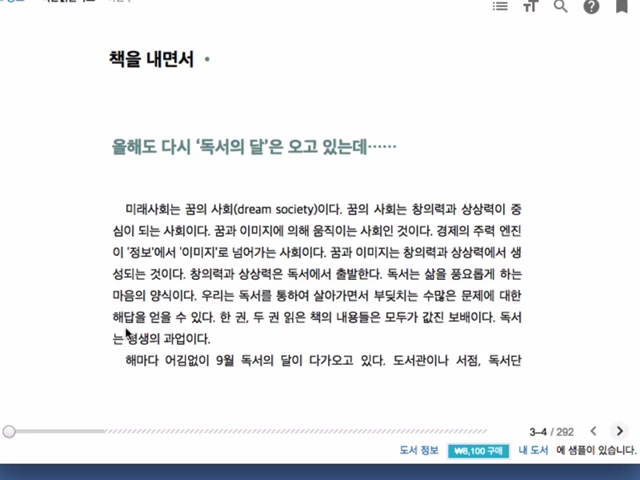 책을 내면서
올해도 다시 '독서의 달'은 오고 있는데……
미래사회는 꿈의 사회(dream society)이다. 꿈의 사회는 창의력과 상상력이 중
심이 되는 사회이다. 꿈과 이미지에 의해 움직이는 사회인 것이다. 경제의 주력 엔진
이 '정보'에서 '이미지'로 넘어가는 사회이다. 꿈과 이미지는 창의력과 상상력에서 생
성되는 것이다. 창의력과 상상력은 독서에서 출발한다. 독서는 삶을 풍요롭게 하는
마음의 양식이다. 우리는 독서를 통하여 살아가면서 부딪치는 수많은 문제에 대한
해답을 얻을 수 있다. 한 권, 두 권 읽은 책의 내용들은 모두가 값진 보배이다. 독서
는 평생의 과업이다.
해마다 어김없이 9월 독서의 달이 다가오고 있다. 도서관이나 서점, 독서단
3–4 / 292
도서 정보 ₩8,100 구매 내 도서 에 샘플이 있습니다.